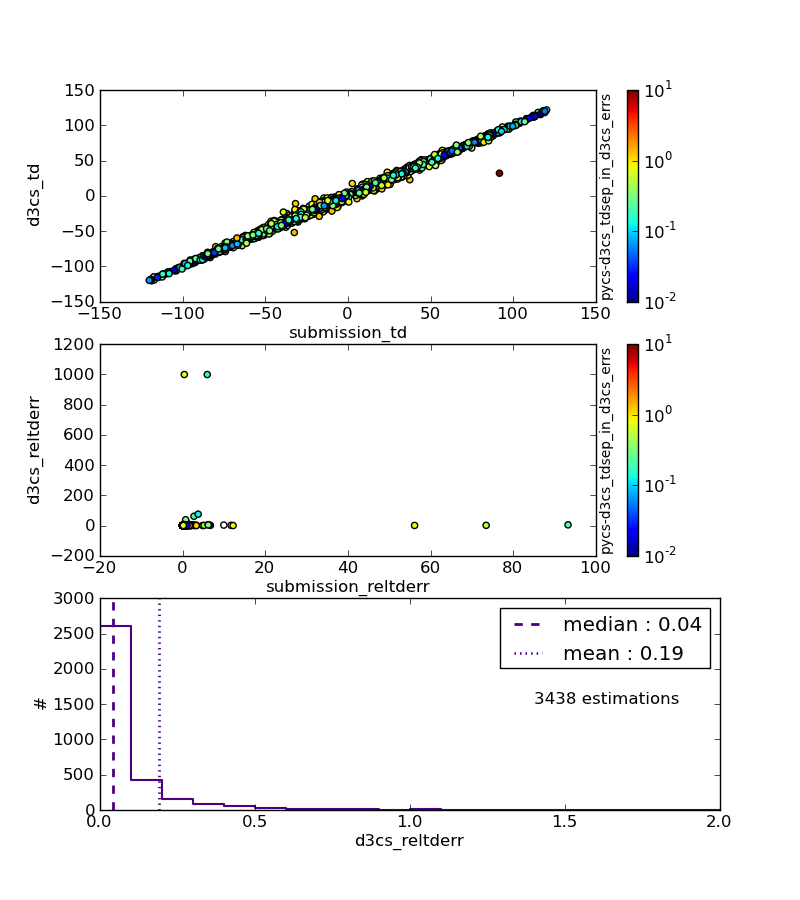 150
100
50
0
−50
−100
−150
d3cs_td
−150 −100 −50 0 50 100 150
submission_td
10^1
10^0
10^-1
10^-2
pycs-d3cs_tdsep_in_d3cs_errs
1200
1000
800
600
400
200
0
−200
d3cs_reltderr
−20 0 20 40 60 80 100
submission_reltderr
10^1
10^0
10^-1
10^-2
pycs-d3cs_tdsep_in_d3cs_errs
3000
2500
2000
1500
1000
500
0
#
median : 0.04
mean : 0.19
3438 estimations
0.0 0.5 1.0 1.5 2.0
d3cs_reltderr